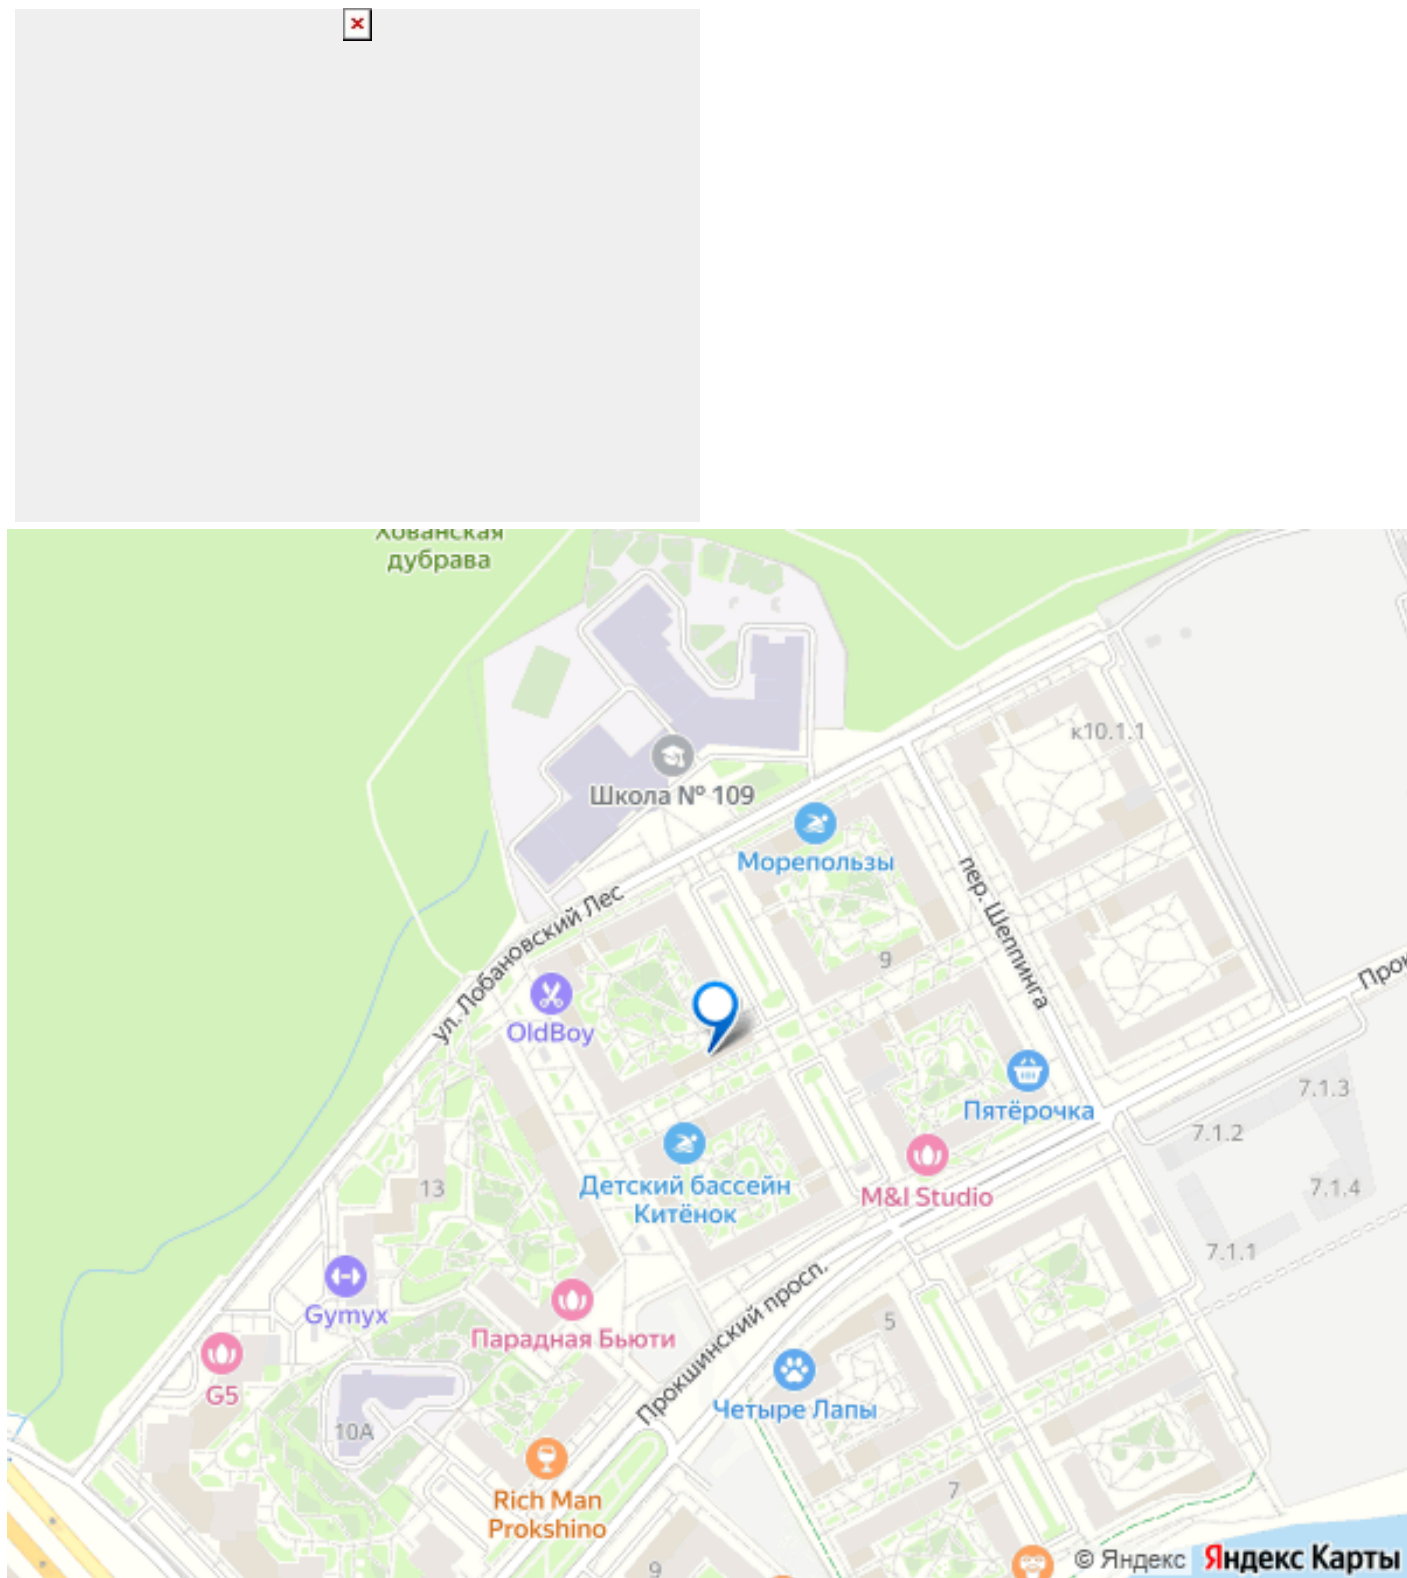 Хованская
дубрава
к10.1.1
Школа № 109
Морепользы
пер. Шеппинга
ул. Лобановский Лес
9
Прок
OldBoy
Пятёрочка
7.1.3
7.1.2
Детский бассейн
Китёнок
13
M&I Studio
7.1.4
7.1.1
Gymyx
Парадная Бьюти
Прокшинский просп.
5
G5
Четыре Лапы
10А
Rich Man
Prokshino
7
9
© Яндекс Яндекс Карты